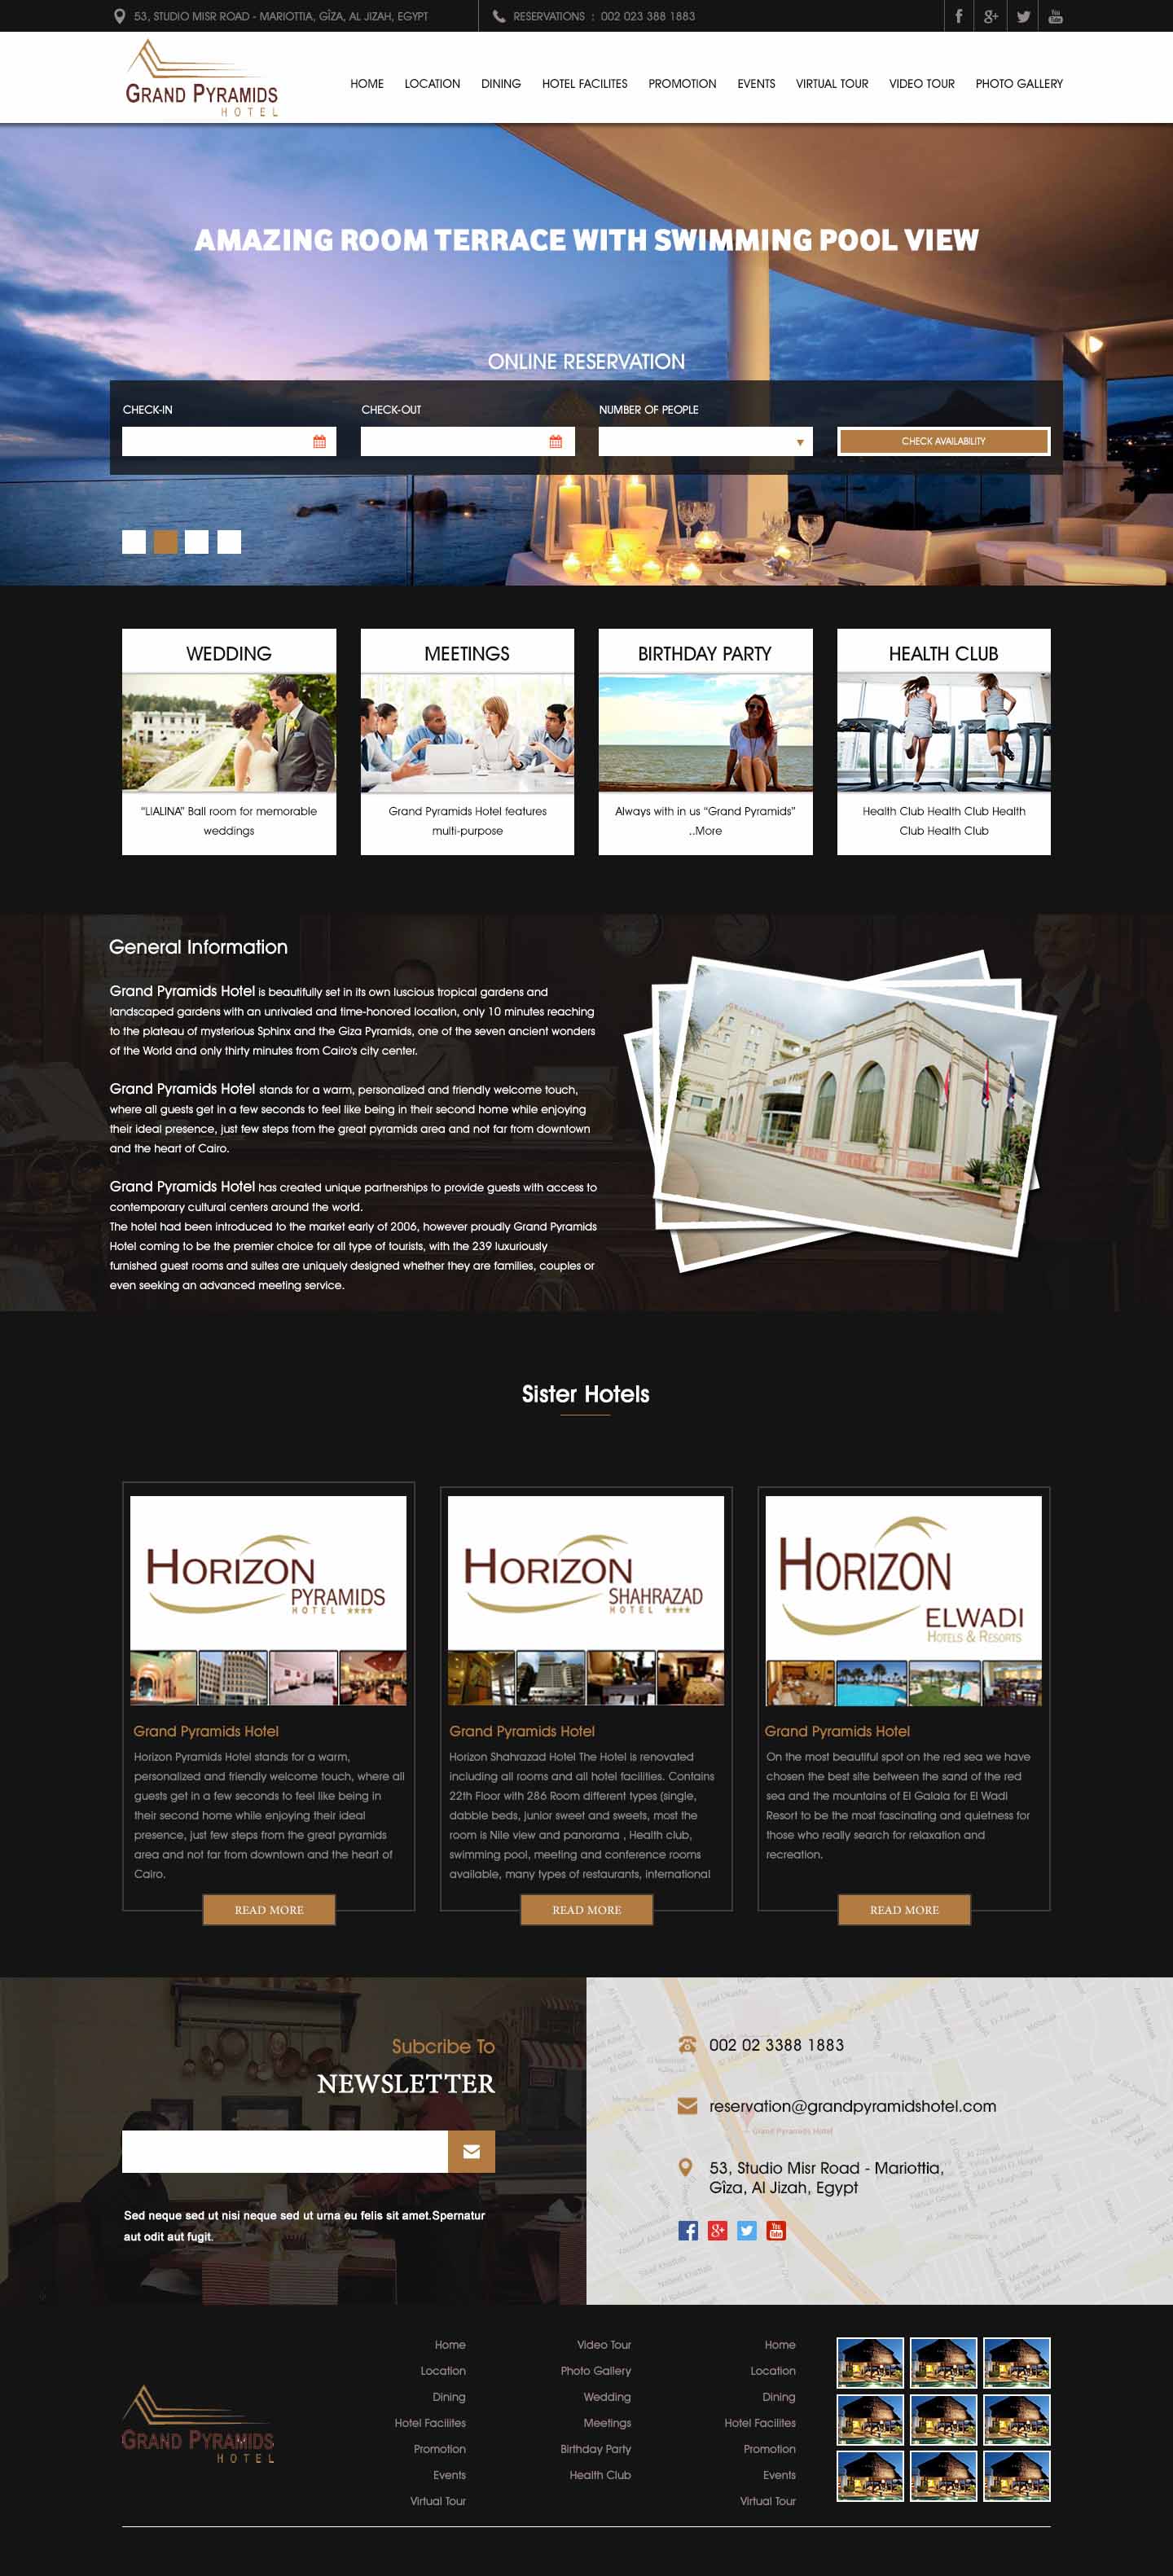 53, STUDIO MISR ROAD - MARIOTTIA, GÎZA, AL JIZAH, EGYPT
RESERVATIONS : 002 023 388 1883
GRAND PYRAMIDS
HOTEL
HOME LOCATION DINING HOTEL FACILITES PROMOTION EVENTS VIRTUAL TOUR VIDEO TOUR PHOTO GALLERY
AMAZING ROOM TERRACE WITH SWIMMING POOL VIEW
ONLINE RESERVATION
CHECK-IN CHECK-OUT NUMBER OF PEOPLE
CHECK AVAILABILITY
WEDDING
“LIALINA” Ball room for memorable
weddings
MEETINGS
Grand Pyramids Hotel features
multi-purpose
BIRTHDAY PARTY
Always with in us “Grand Pyramids”
..More
HEALTH CLUB
Health Club Health Club Health
Club Health Club
General Information
Grand Pyramids Hotel is beautifully set in its own luscious tropical gardens and
landscaped gardens with an unrivaled and time-honored location, only 10 minutes reaching
to the plateau of mysterious Sphinx and the Giza Pyramids, one of the seven ancient wonders
of the World and only thirty minutes from Cairo's city center.
Grand Pyramids Hotel stands for a warm, personalized and friendly welcome touch,
where all guests get in a few seconds to feel like being in their second home while enjoying
their ideal presence, just few steps from the great pyramids area and not far from downtown
and the heart of Cairo.
Grand Pyramids Hotel has created unique partnerships to provide guests with access to
contemporary cultural centers around the world.
The hotel had been introduced to the market early of 2006, however proudly Grand Pyramids
Hotel coming to be the premier choice for all type of tourists, with the 239 luxuriously
furnished guest rooms and suites are uniquely designed whether they are families, couples or
even seeking an advanced meeting service.
Sister Hotels
HORIZON
PYRAMIDS
HOTEL
Grand Pyramids Hotel
Horizon Pyramids Hotel stands for a warm,
personalized and friendly welcome touch, where all
guests get in a few seconds to feel like being in
their second home while enjoying their ideal
presence, just few steps from the great pyramids
area and not far from downtown and the heart of
Cairo.
READ MORE
HORIZON
SHAHRAZAD
HOTEL
Grand Pyramids Hotel
Horizon Shahrazad Hotel The Hotel is renovated
including all rooms and all hotel facilities. Contains
22th Floor with 286 Room different types (single,
dabble beds, junior sweet and sweets, most the
room is Nile view and panorama , Health club,
swimming pool, meeting and conference rooms
available, many types of restaurants, international
READ MORE
HORIZON
ELWADI
HOTELS & RESORTS
Grand Pyramids Hotel
On the most beautiful spot on the red sea we have
chosen the best site between the sand of the red
sea and the mountains of El Galala for El Wadi
Resort to be the most fascinating and quietness for
those who really search for relaxation and
recreation.
READ MORE
Subcribe To
NEWSLETTER
Sed neque sed ut nisi neque sed ut urna eu felis sit amet.Spernatur
aut odit aut fugit.
002 02 3388 1883
reservation@grandpyramidshotel.com
Grand Pyramids Hotel
53, Studio Misr Road - Mariottia,
Gîza, Al Jizah, Egypt
GRAND PYRAMIDS
HOTEL
Home
Location
Dining
Hotel Facilites
Promotion
Events
Virtual Tour
Video Tour
Photo Gallery
Wedding
Meetings
Birthday Party
Health Club
Home
Location
Dining
Hotel Facilites
Promotion
Events
Virtual Tour